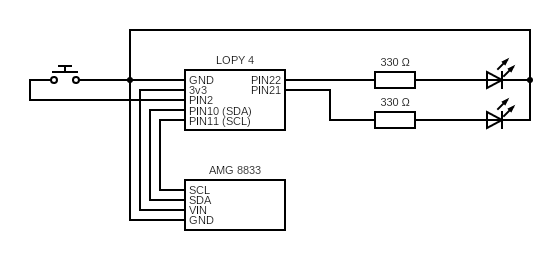 LOPY 4
330 Ω
GND
PIN22
3v3
PIN21
PIN2
PIN10 (SDA)
PIN11 (SCL)
330 Ω
AMG 8833
SCL
SDA
VIN
GND